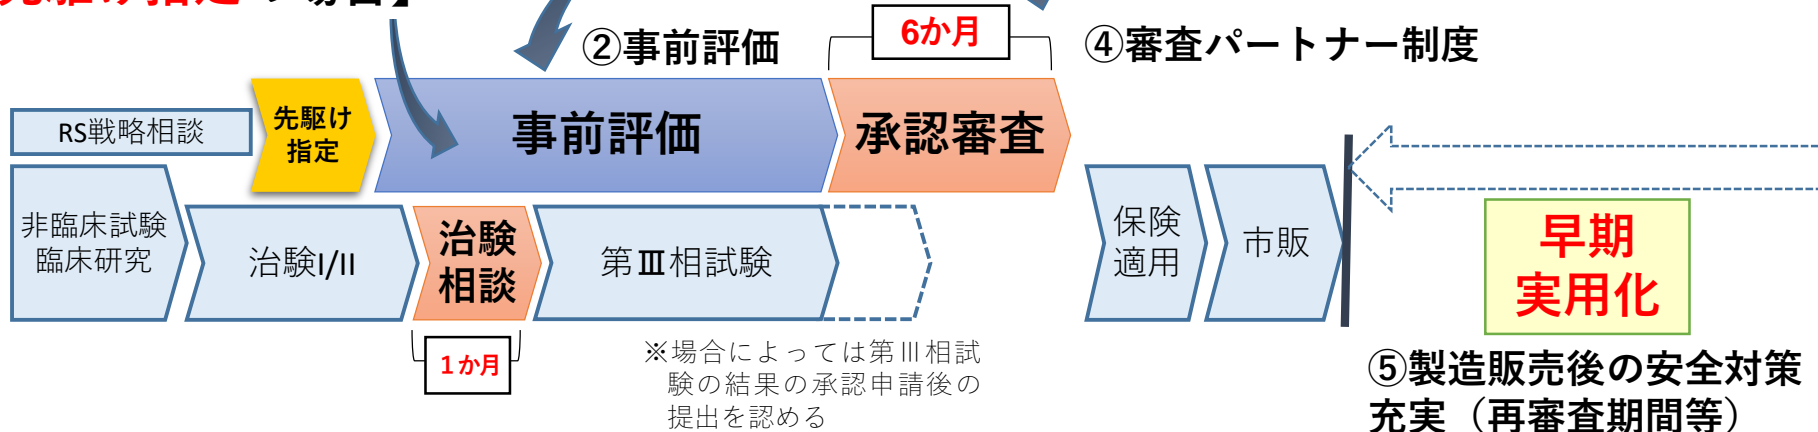 ②事前評価
6か月
④審査パートナー制度
RS戦略相談
先駆け
指定
事前評価
承認審査
非臨床試験
臨床研究
治験I/II
治験
相談
第Ⅲ相試験
保険
適用
市販
早期
実用化
1か月
※場合によっては第Ⅲ相試
験の結果の承認申請後の
提出を認める
⑤製造販売後の安全対策
充実（再審査期間等）